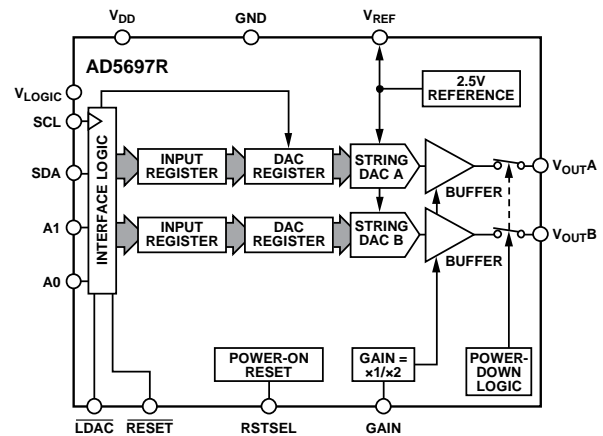 VDD
GND
VREF
AD5697R
2.5V
REFERENCE
VLOGIC
SCL
SDA
A1
A0
INTERFACE LOGIC
INPUT
REGISTER
DAC
REGISTER
STRING
DAC A
BUFFER
VOUTA
INPUT
REGISTER
DAC
REGISTER
STRING
DAC B
BUFFER
VOUTB
POWER-ON
RESET
GAIN =
×1/×2
POWER-
DOWN
LOGIC
LDAC
RESET
RSTSEL
GAIN